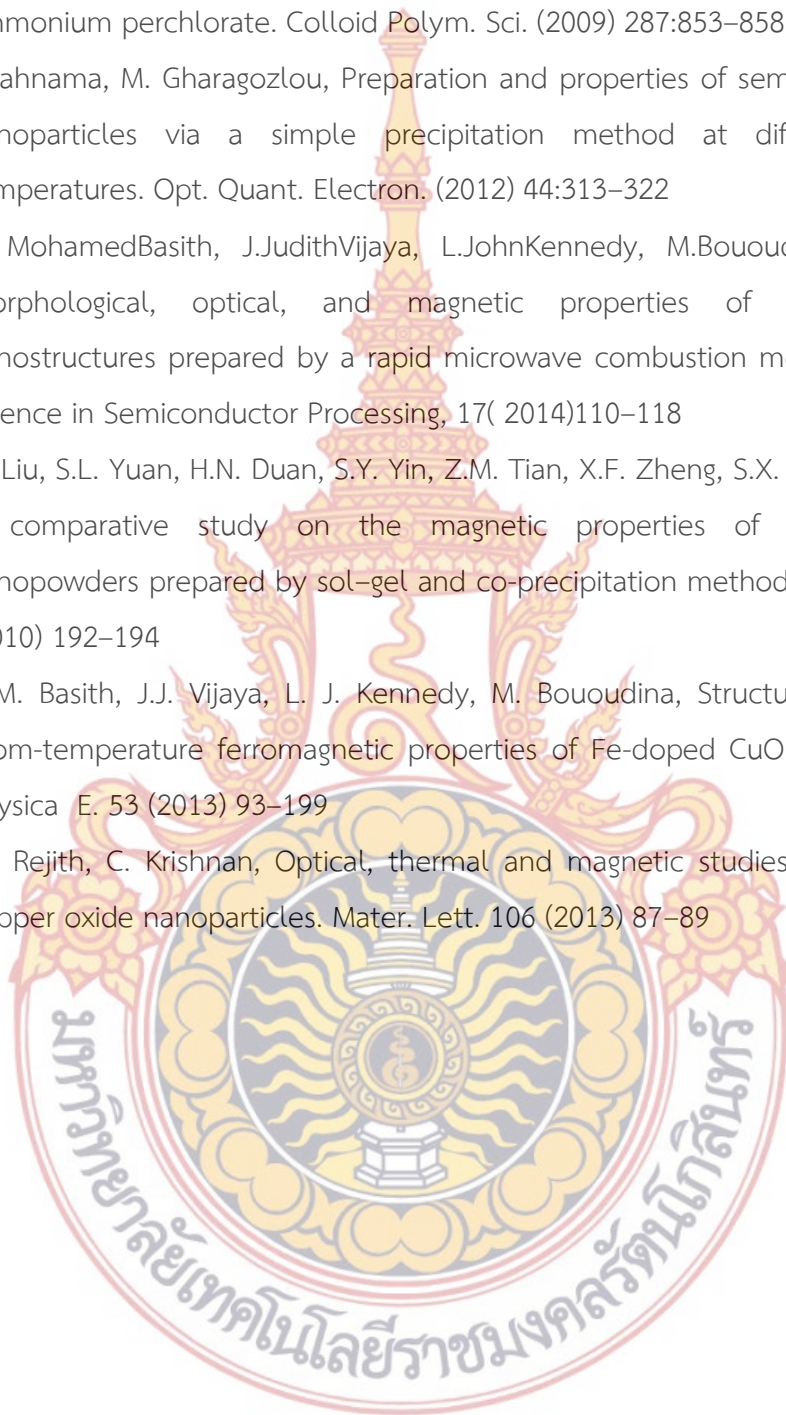 mmonium perchlorate. Colloid Polym. Sci. (2009) 287:853–858
ahnama, M. Gharagozlou, Preparation and properties of sem
noparticles via a simple precipitation method at dif
mperatures. Opt. Quant. Electron. (2012) 44:313–322
MohamedBasith, J.JudithVijaya, L.JohnKennedy, M.Bououd
orphological, optical, and magnetic properties of
nostructures prepared by a rapid microwave combustion me
ience in Semiconductor Processing, 17( 2014)110–118
Liu, S.L. Yuan, H.N. Duan, S.Y. Yin, Z.M. Tian, X.F. Zheng, S.X.
comparative study on the magnetic properties of
nopowders prepared by sol–gel and co-precipitation method
010) 192–194
M. Basith, J.J. Vijaya, L. J. Kennedy, M. Bououdina, Structu
om-temperature ferromagnetic properties of Fe-doped CuO
ysica E. 53 (2013) 93–199
Rejith, C. Krishnan, Optical, thermal and magnetic studies
pper oxide nanoparticles. Mater. Lett. 106 (2013) 87–89
มหาวิทยาลัยเทคโนโลยีราชมงคลรัตนโกสินทร์